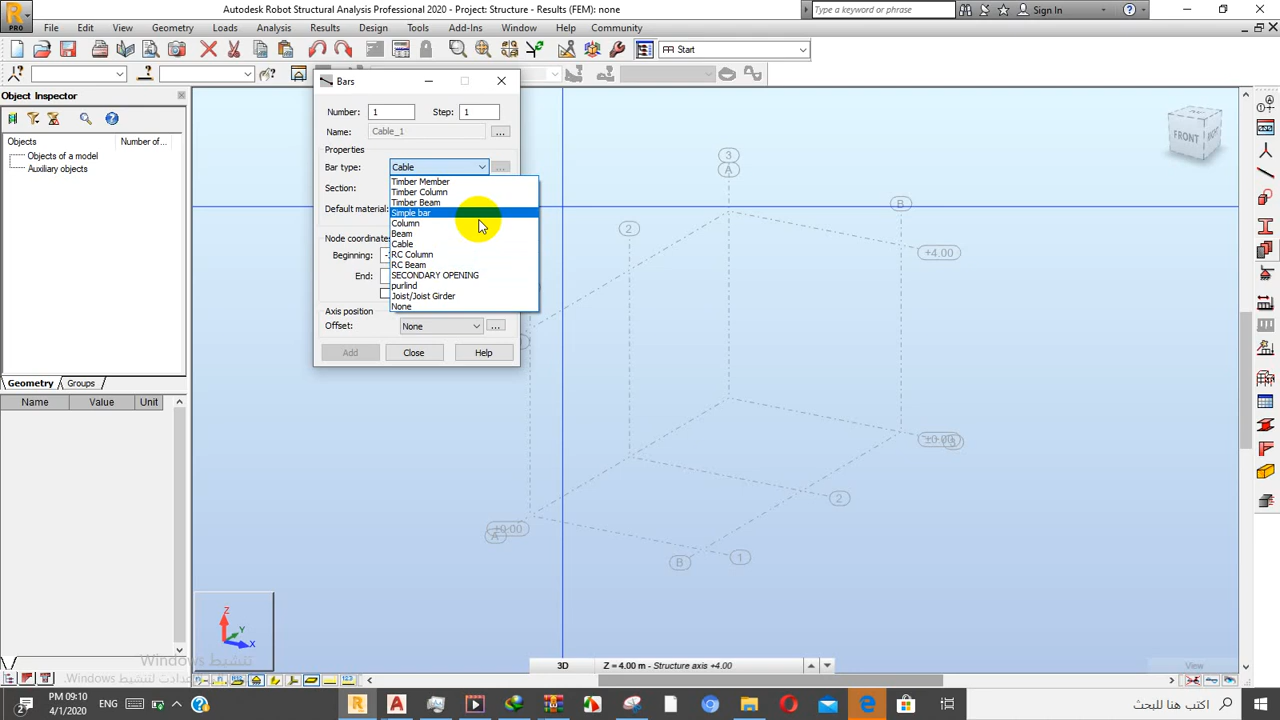 Autodesk Robot Structural Analysis Professional 2020 - Project: Structure - Results (FEM): none
Type a keyword or phrase
Sign In
PRO
File Edit View Geometry Loads Analysis Results Design Tools Add-Ins Window Help Community
Start
Object Inspector
Objects Number of...
Objects of a model
Auxiliary objects
Geometry Groups
Name Value Unit
Bars
Number: 1 Step: 1
Name: Cable_1 ...
Properties
Bar type: Cable ...
Section:
Default material:
Timber Member
Timber Column
Timber Beam
Simple bar
Column
Beam
Cable
RC Column
RC Beam
SECONDARY OPENING
purlind
Joist/Joist Girder
None
Node coordinate
Beginning:
End:
Axis position
Offset: None ...
Add Close Help
3
A
B
2
+4.00
±0.00
2
±0.00
A
B
1
FRONT
Z
Y
X
3D Z = 4.00 m - Structure axis +4.00
View
تنشيط Windows
PM 09:10
4/1/2020
ENG
اكتب هنا للبحث